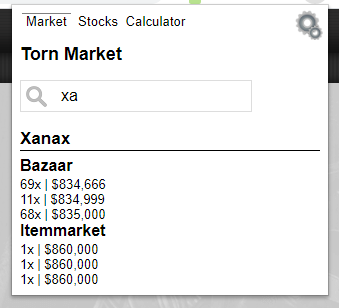 Market Stocks Calculator
Torn Market
xa
Xanax
Bazaar
69x | $834,666
11x | $834,999
68x | $835,000
Itemmarket
1x | $860,000
1x | $860,000
1x | $860,000